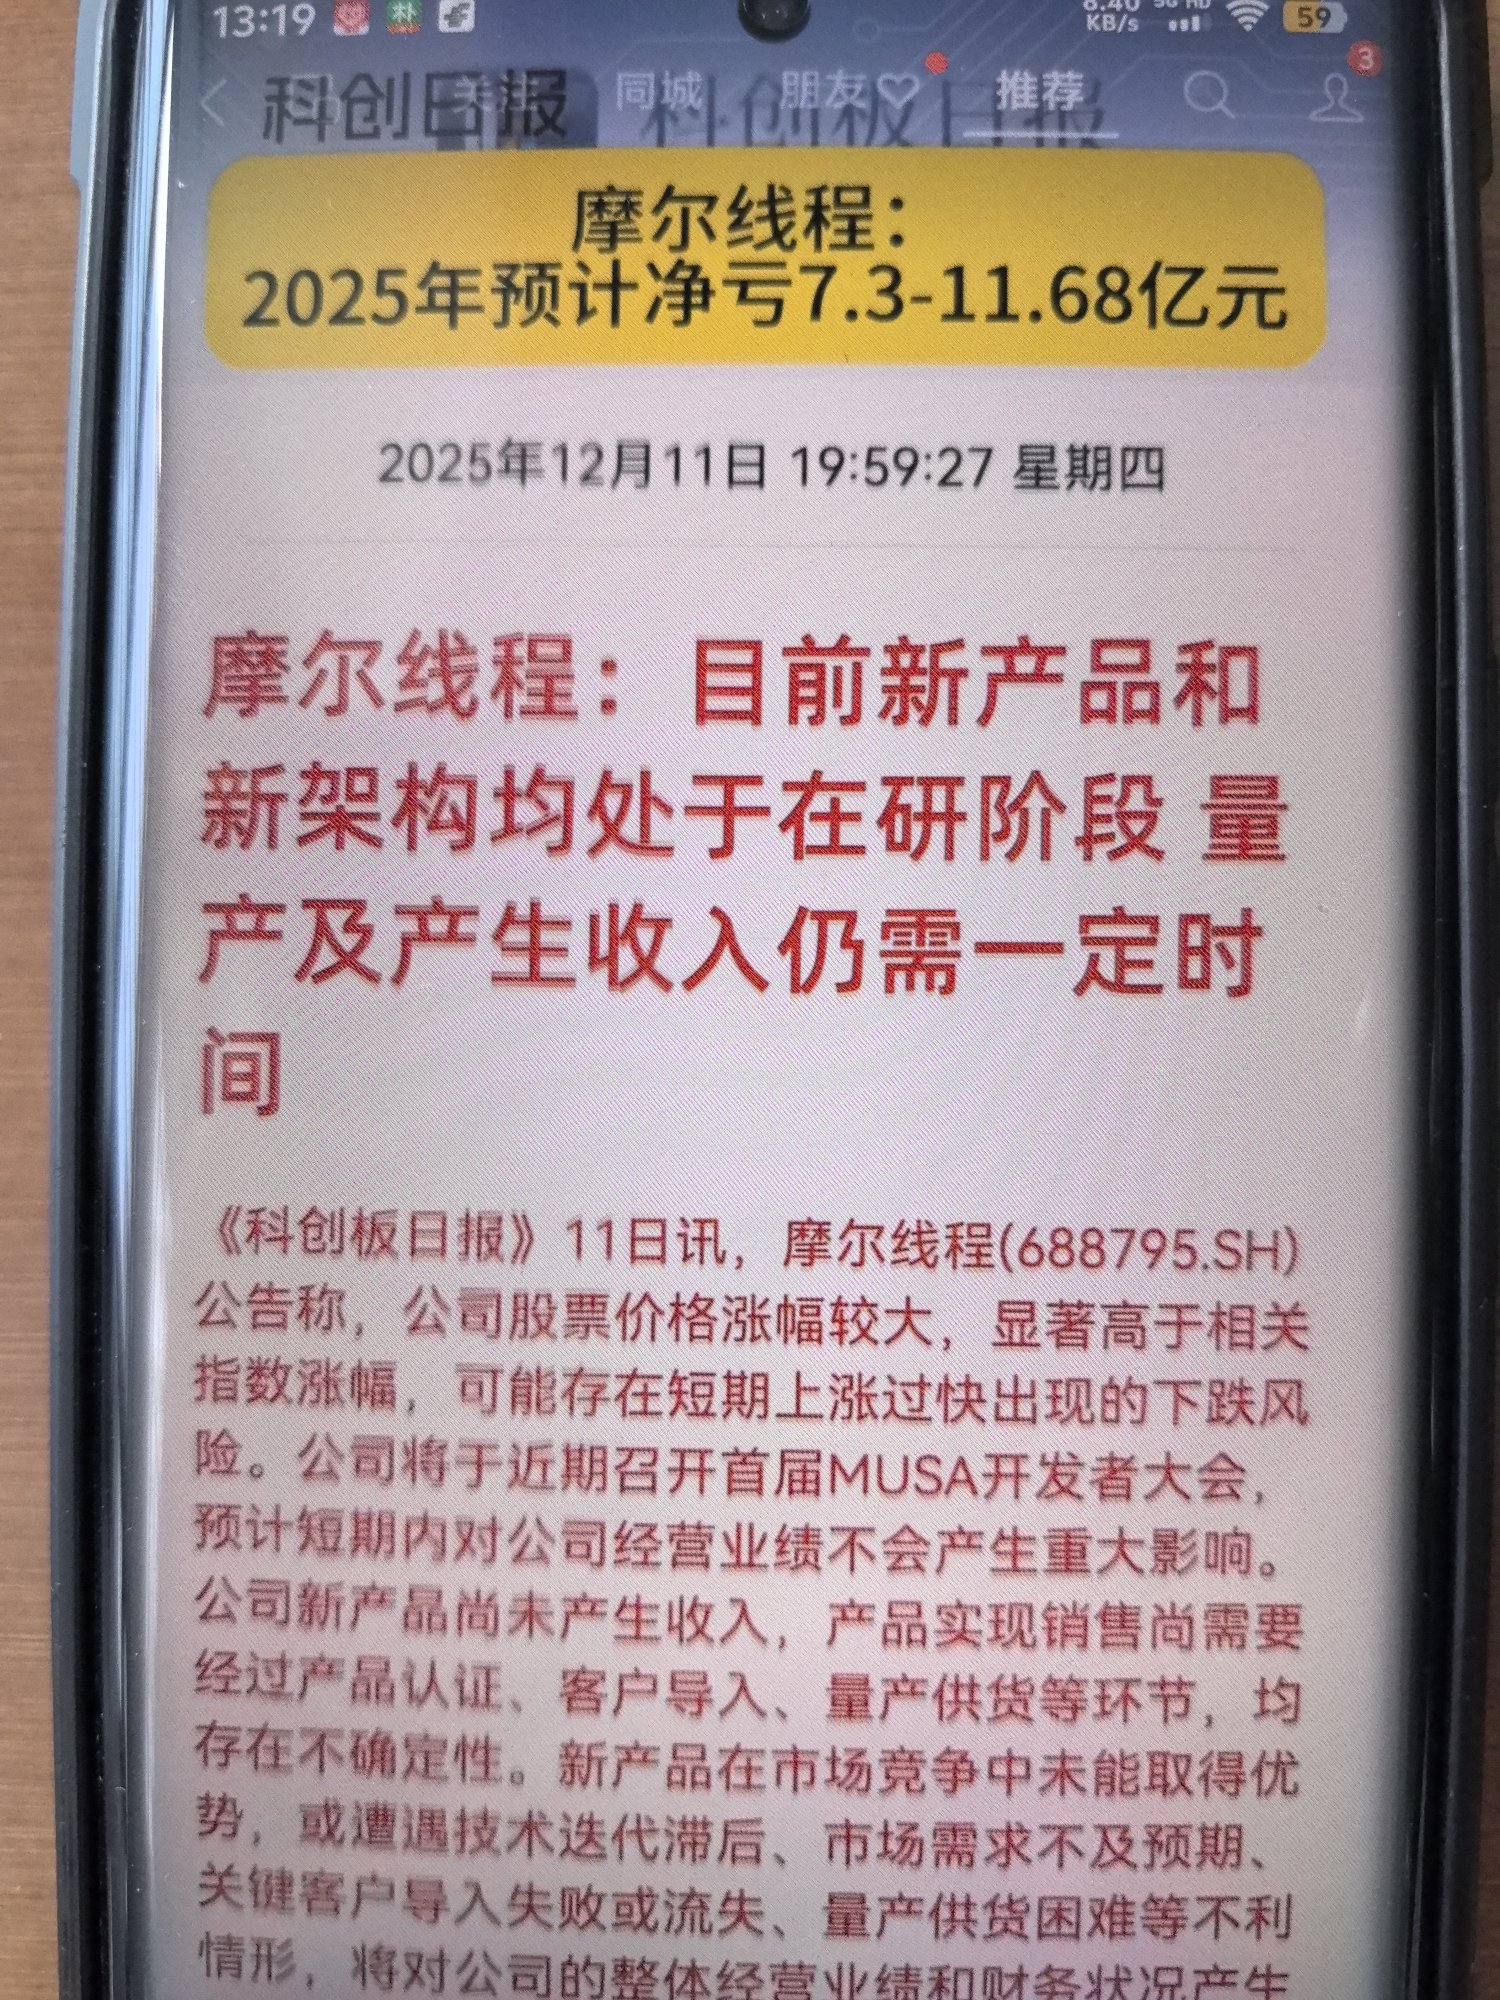 13:19
KB/s
59
科创日报
科创板日报
关注 同城 朋友 推荐
3
摩尔线程：
2025年预计净亏7.3-11.68亿元
2025年12月11日 19:59:27 星期四
摩尔线程：目前新产品和
新架构均处于在研阶段 量
产及产生收入仍需一定时
间
《科创板日报》11日讯，摩尔线程(688795.SH)
公告称，公司股票价格涨幅较大，显著高于相关
指数涨幅，可能存在短期上涨过快出现的下跌风
险。公司将于近期召开首届MUSA开发者大会，
预计短期内对公司经营业绩不会产生重大影响。
公司新产品尚未产生收入，产品实现销售尚需要
经过产品认证、客户导入、量产供货等环节，均
存在不确定性。新产品在市场竞争中未能取得优
势，或遭遇技术迭代滞后、市场需求不及预期、
关键客户导入失败或流失、量产供货困难等不利
情形，将对公司的整体经营业绩和财务状况产生